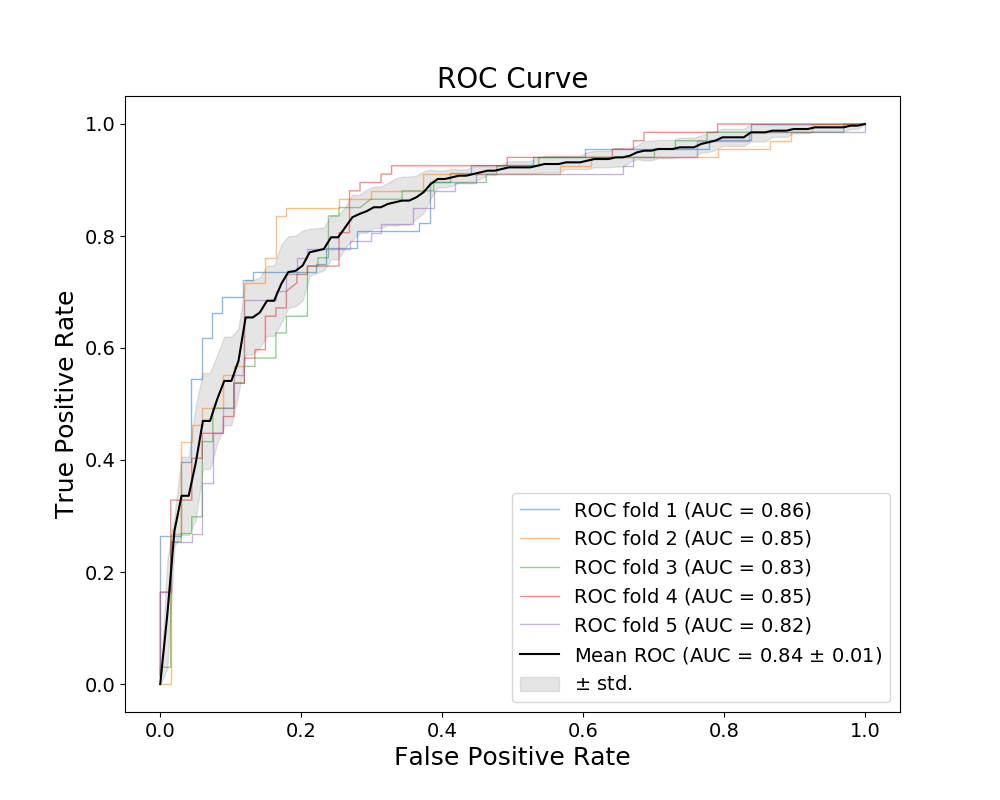 ROC Curve
True Positive Rate
1.0
0.8
0.6
0.4
0.2
0.0
0.0 0.2 0.4 0.6 0.8 1.0
False Positive Rate
ROC fold 1 (AUC = 0.86)
ROC fold 2 (AUC = 0.85)
ROC fold 3 (AUC = 0.83)
ROC fold 4 (AUC = 0.85)
ROC fold 5 (AUC = 0.82)
Mean ROC (AUC = 0.84 ± 0.01)
± std.